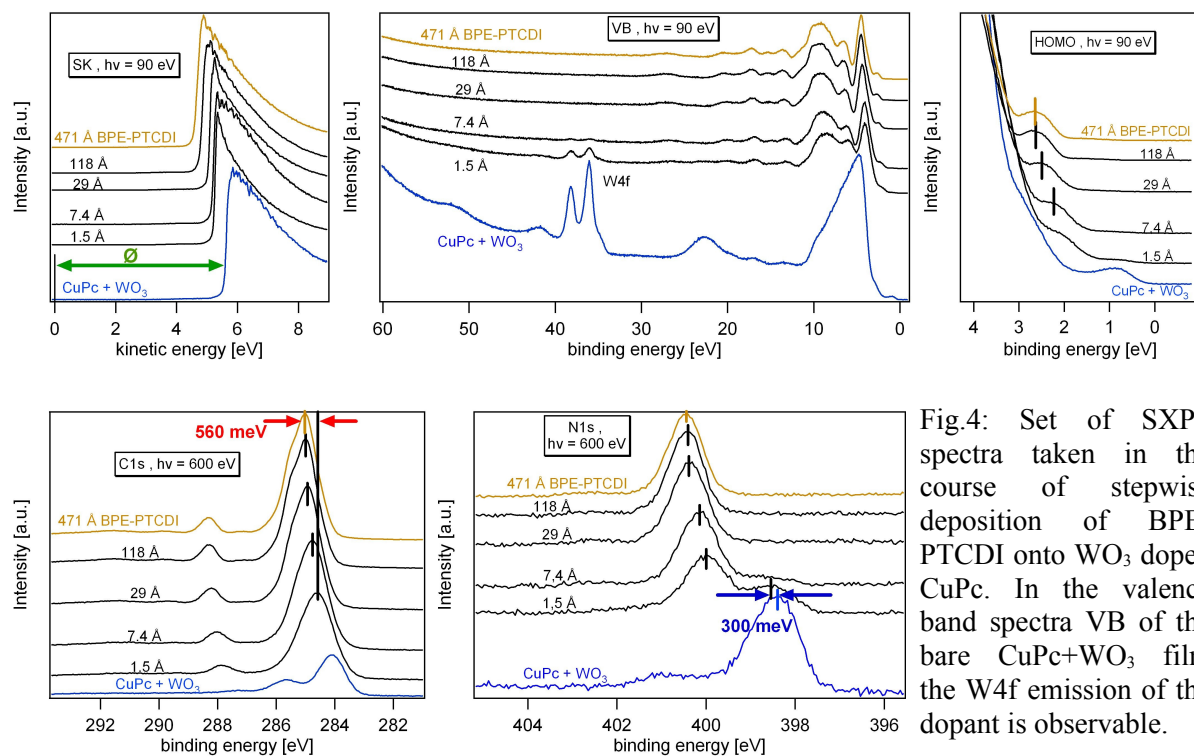 471 Å BPE-PTCDI
SK , hν = 90 eV
118 Å
29 Å
7.4 Å
1.5 Å
Ø
CuPc + WO₃
Intensity [a.u.]
0 2 4 6 8
kinetic energy [eV]
471 Å BPE-PTCDI
VB , hν = 90 eV
118 Å
29 Å
7.4 Å
1.5 Å
W4f
CuPc + WO₃
Intensity [a.u.]
60 50 40 30 20 10 0
binding energy [eV]
HOMO , hν = 90 eV
471 Å BPE-PTCDI
118 Å
29 Å
7.4 Å
1.5 Å
CuPc + WO₃
Intensity [a.u.]
4 3 2 1 0
binding energy [eV]
560 meV
C1s , hν = 600 eV
471 Å BPE-PTCDI
118 Å
29 Å
7.4 Å
1.5 Å
CuPc + WO₃
Intensity [a.u.]
292 290 288 286 284 282
binding energy [eV]
N1s ,
hν = 600 eV
471 Å BPE-PTCDI
118 Å
29 Å
7,4 Å
1,5 Å
300 meV
CuPc + WO₃
Intensity [a.u.]
404 402 400 398 396
binding energy [eV]
Fig.4: Set of SXP
spectra taken in th
course of stepwis
deposition of BPE
PTCDI onto WO₃ dope
CuPc. In the valenc
band spectra VB of th
bare CuPc+WO₃ film
the W4f emission of th
dopant is observable.